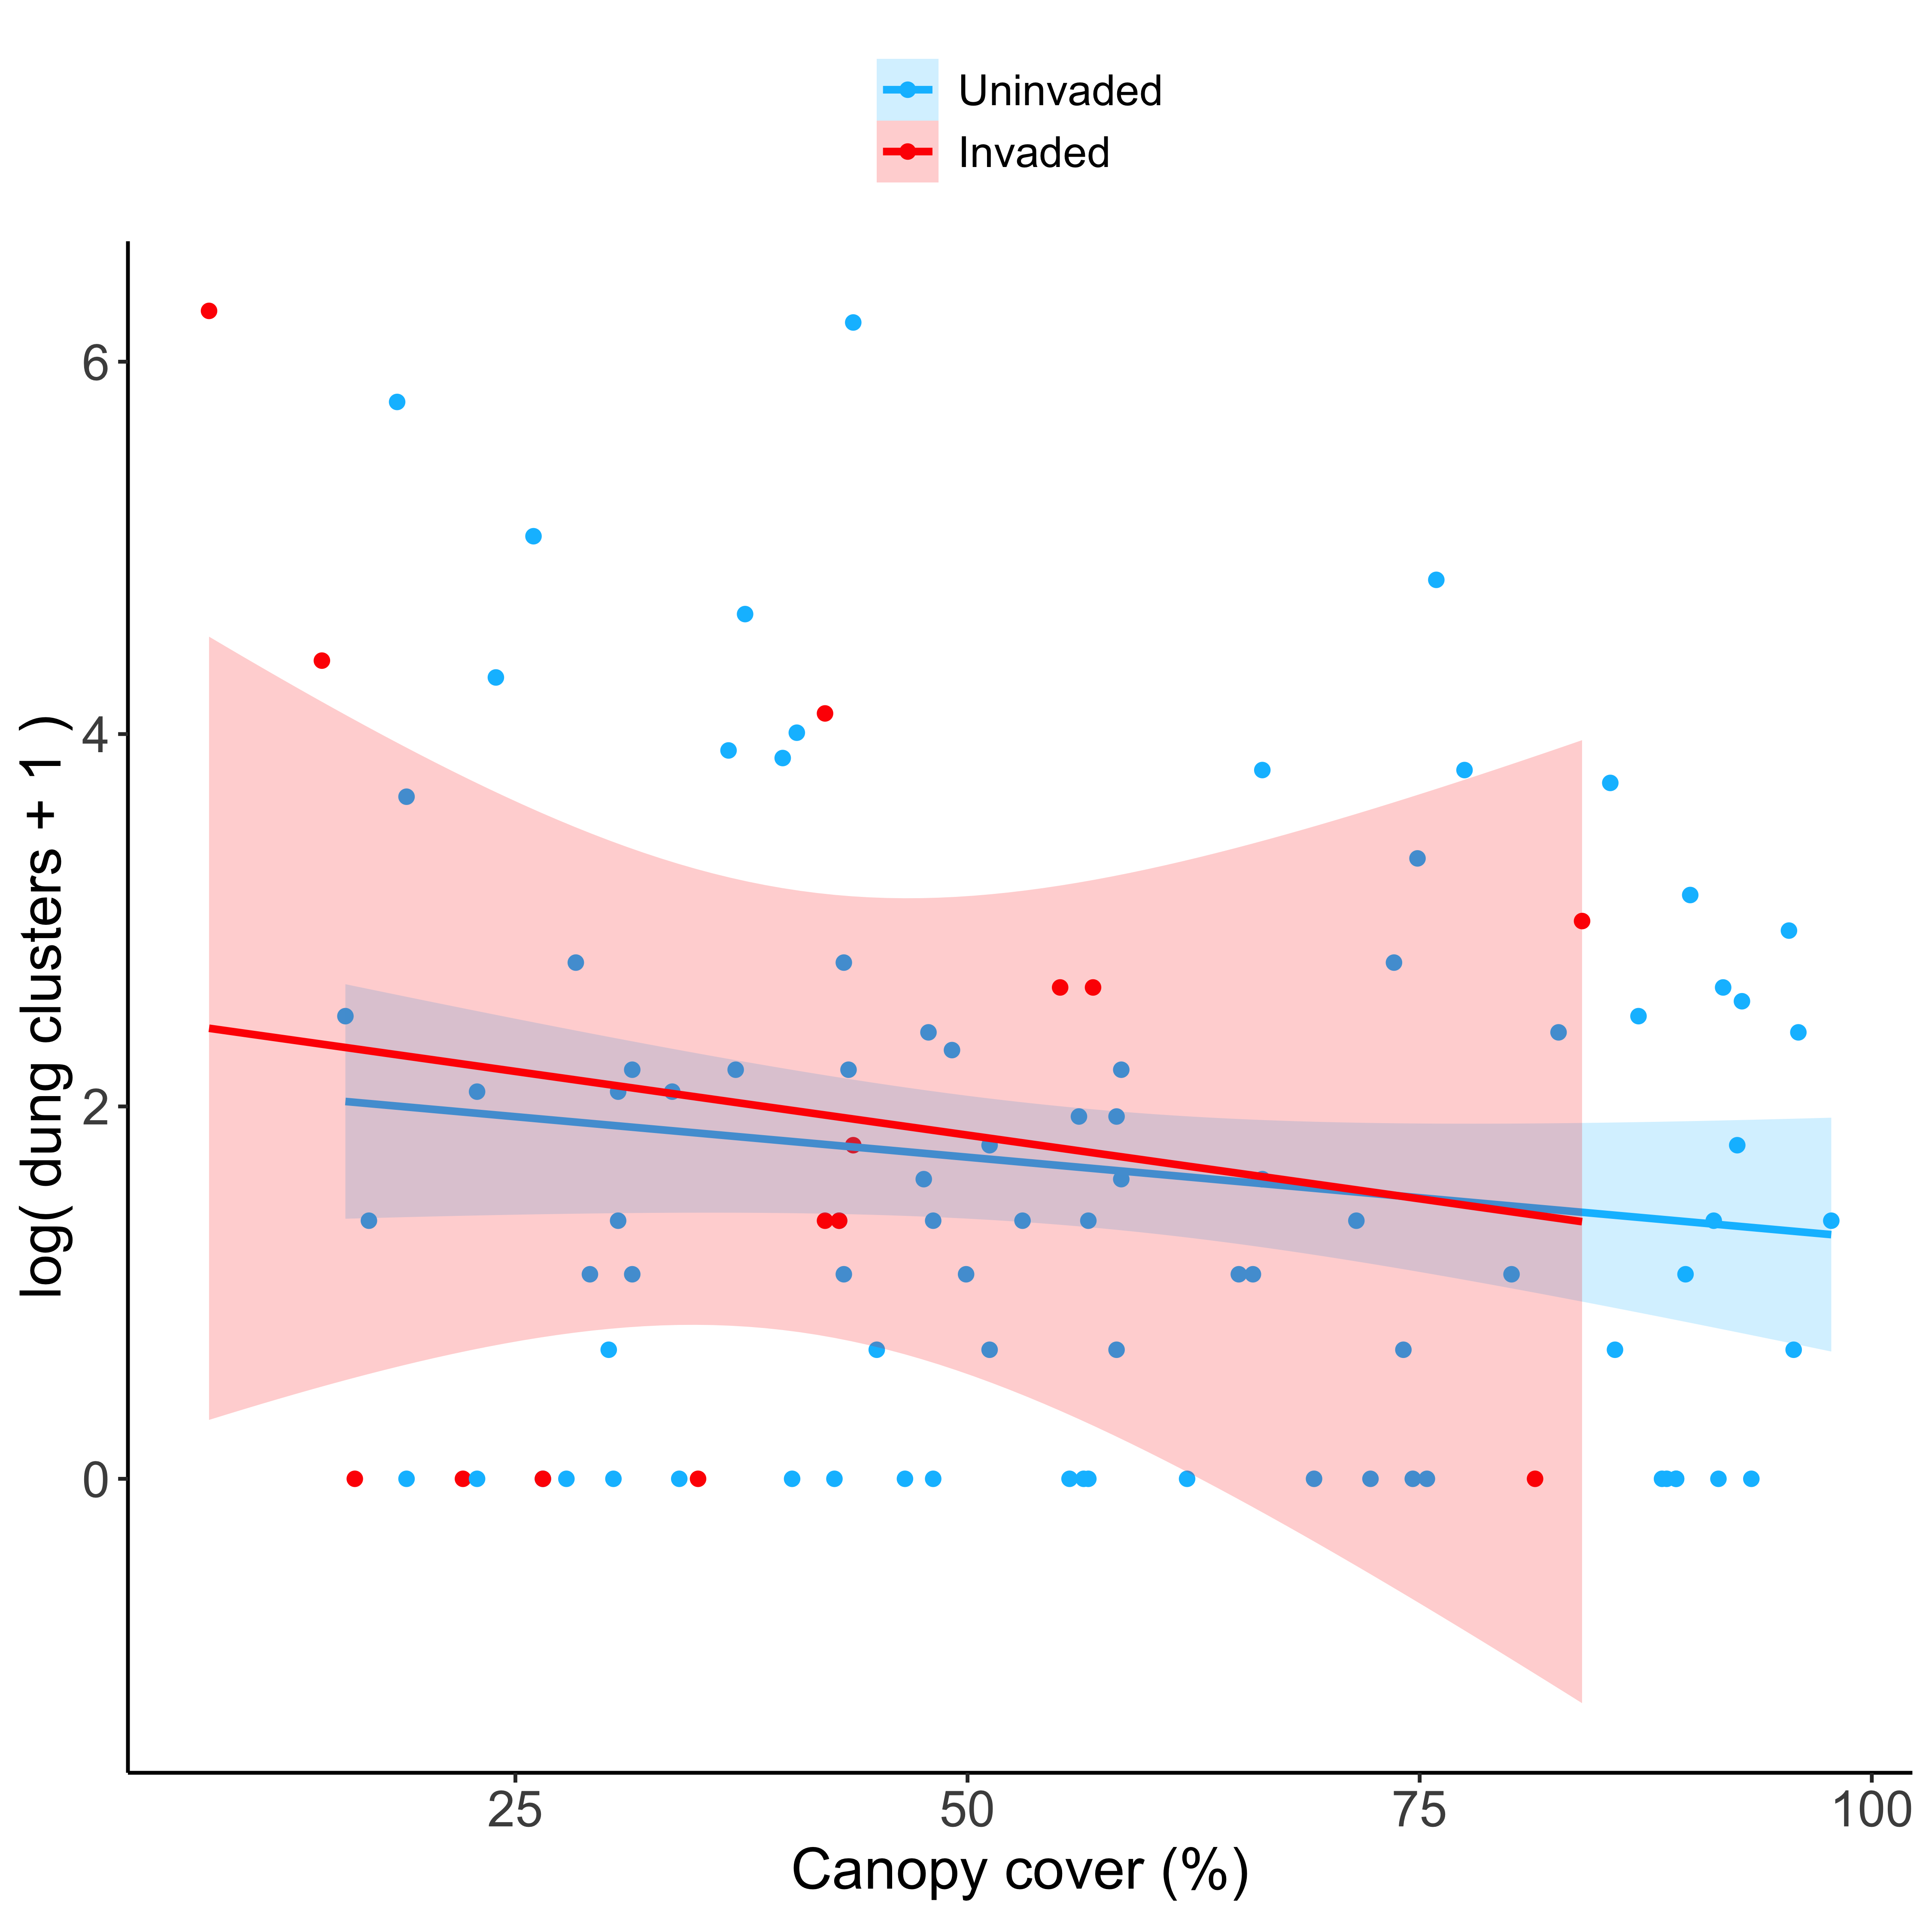 Uninvaded
Invaded
log( dung clusters + 1 )
6
4
2
0
25 50 75 100
Canopy cover (%)